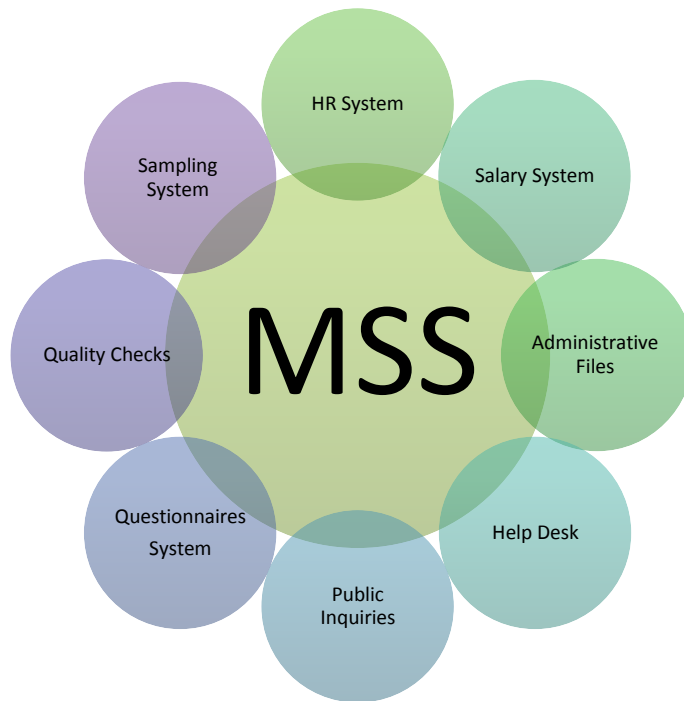 HR System
Sampling
System
Salary System
MSS
Quality Checks
Administrative
Files
Questionnaires
System
Help Desk
Public
Inquiries